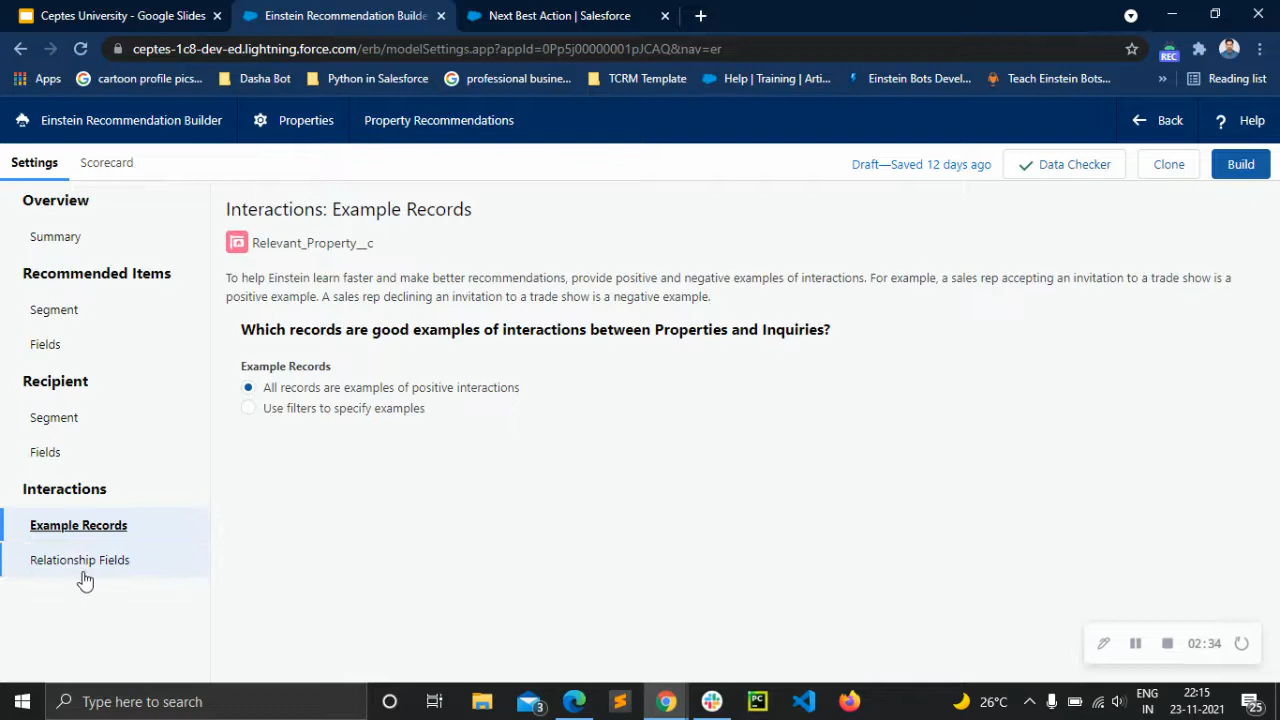 Ceptes University - Google Slides
Einstein Recommendation Builde
Next Best Action | Salesforce
ceptes-1c8-dev-ed.lightning.force.com/erb/modelSettings.app?appId=0Pp5j00000001pJCAQ&nav=er
REC
Apps
cartoon profile pics...
Dasha Bot
Python in Salesforce
professional busine...
TCRM Template
Help | Training | Arti...
Einstein Bots Devel...
Teach Einstein Bots...
»
Reading list
Einstein Recommendation Builder
Properties
Property Recommendations
Back
? Help
Settings
Scorecard
Draft—Saved 12 days ago
Data Checker
Clone
Build
Overview
Summary
Recommended Items
Segment
Fields
Recipient
Segment
Fields
Interactions
Example Records
Relationship Fields
Interactions: Example Records
Relevant_Property__c
To help Einstein learn faster and make better recommendations, provide positive and negative examples of interactions. For example, a sales rep accepting an invitation to a trade show is a
positive example. A sales rep declining an invitation to a trade show is a negative example.
Which records are good examples of interactions between Properties and Inquiries?
Example Records
All records are examples of positive interactions
Use filters to specify examples
02:34
Type here to search
3
PC
26°C
ENG
IN
22:15
23-11-2021
25